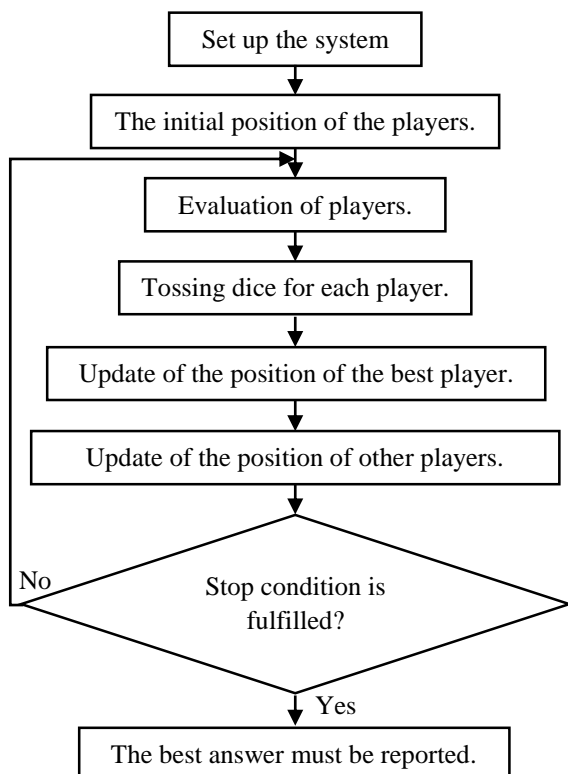 Set up the system
The initial position of the players.
Evaluation of players.
Tossing dice for each player.
Update of the position of the best player.
Update of the position of other players.
No
Stop condition is
fulfilled?
Yes
The best answer must be reported.